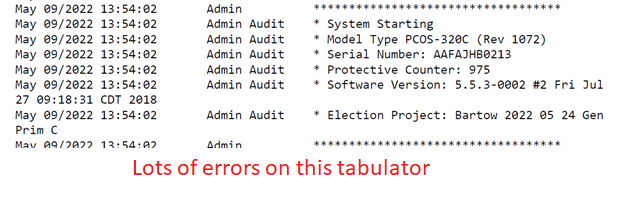 May 09/2022 13:54:02 Admin **********************************
May 09/2022 13:54:02 Admin Audit * System Starting
May 09/2022 13:54:02 Admin Audit * Model Type PCOS-320C (Rev 1072)
May 09/2022 13:54:02 Admin Audit * Serial Number: AAFAJHB0213
May 09/2022 13:54:02 Admin Audit * Protective Counter: 975
May 09/2022 13:54:02 Admin Audit * Software Version: 5.5.3-0002 #2 Fri Jul
27 09:18:31 CDT 2018
May 09/2022 13:54:02 Admin Audit * Election Project: Bartow 2022 05 24 Gen
Prim C
May 09/2022 13:54:02 Admin **********************************
Lots of errors on this tabulator